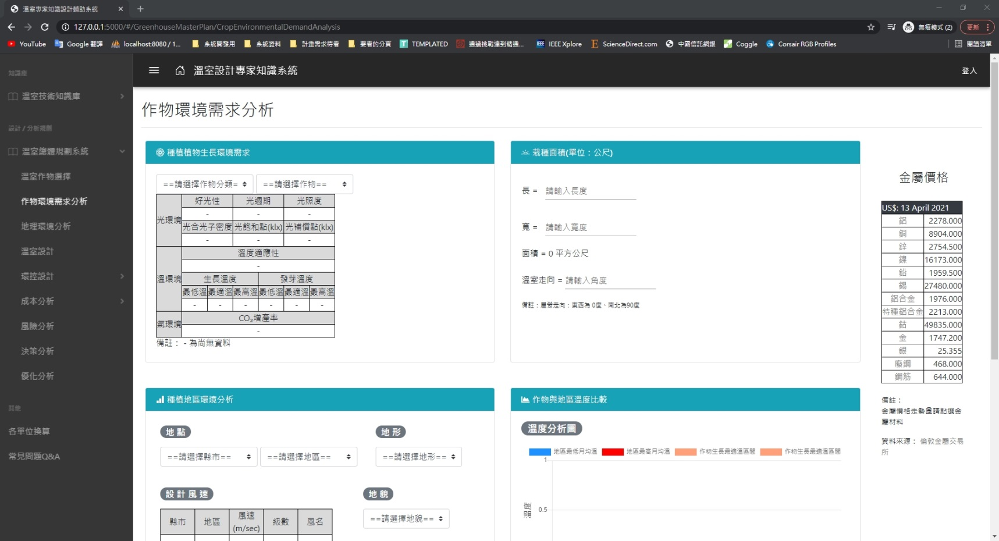 溫室專家知識設計輔助系統
127.0.0.1:5000/#/GreenhouseMasterPlan/CropEnvironmentalDemandAnalysis
無痕模式 (2)
更新
YouTube
Google 翻譯
localhost:8080 / 1...
系統開發用
系統資料
計畫需求待看
要看的分頁
TEMPLATED
通過挑戰達到精通...
IEEE Xplore
ScienceDirect.com
中國信託網銀
Coggle
Corsair RGB Profiles
閱讀清單
知識庫
溫室技術知識庫
設計 / 分析規劃
溫室總體規劃系統
溫室作物選擇
作物環境需求分析
地理環境分析
溫室設計
環控設計
成本分析
風險分析
決策分析
優化分析
其他
各單位換算
常見問題Q&A
溫室設計專家知識系統
登入
作物環境需求分析
種植植物生長環境需求
==請選擇作物分類=
==請選擇作物==
光環境
好光性 光週期 光照度
- - -
光合光子密度 光飽和點(klx) 光補償點(klx)
- - -
溫環境
溫度適應性
-
生長溫度 發芽溫度
最低溫 最適溫 最高溫 最低溫 最適溫 最高溫
- - - - - -
氣環境
CO₂增產率
-
備註： - 為尚無資料
栽種面積(單位：公尺)
長 = 請輸入長度
寬 = 請輸入寬度
面積 = 0 平方公尺
溫室走向 = 請輸入角度
備註：屋脊走向：東西為 0度、南北為90度
金屬價格
US$: 13 April 2021
鋁 2278.000
銅 8904.000
鋅 2754.500
鎳 16173.000
鉛 1959.500
錫 27480.000
鋁合金 1976.000
特種鋁合金 2213.000
鈷 49835.000
金 1747.200
銀 25.355
廢鋼 468.000
鋼筋 644.000
備註：
金屬價格走勢圖請點選金
屬材料
資料來源： 倫敦金屬交易
所
種植地區環境分析
地 點
地 形
==請選擇縣市==
==請選擇地區==
==請選擇地形==
設 計 風 速
地 貌
==請選擇地貌==
縣市 地區 風速 (m/sec) 級數 風名
作物與地區溫度比較
溫度分析圖
地區最低月均溫
地區最高月均溫
作物生長最適溫區間
作物生長最適溫區間
1
0.5
溫度